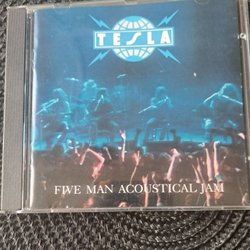 TESLA
FIVE MAN ACOUSTICAL JAM